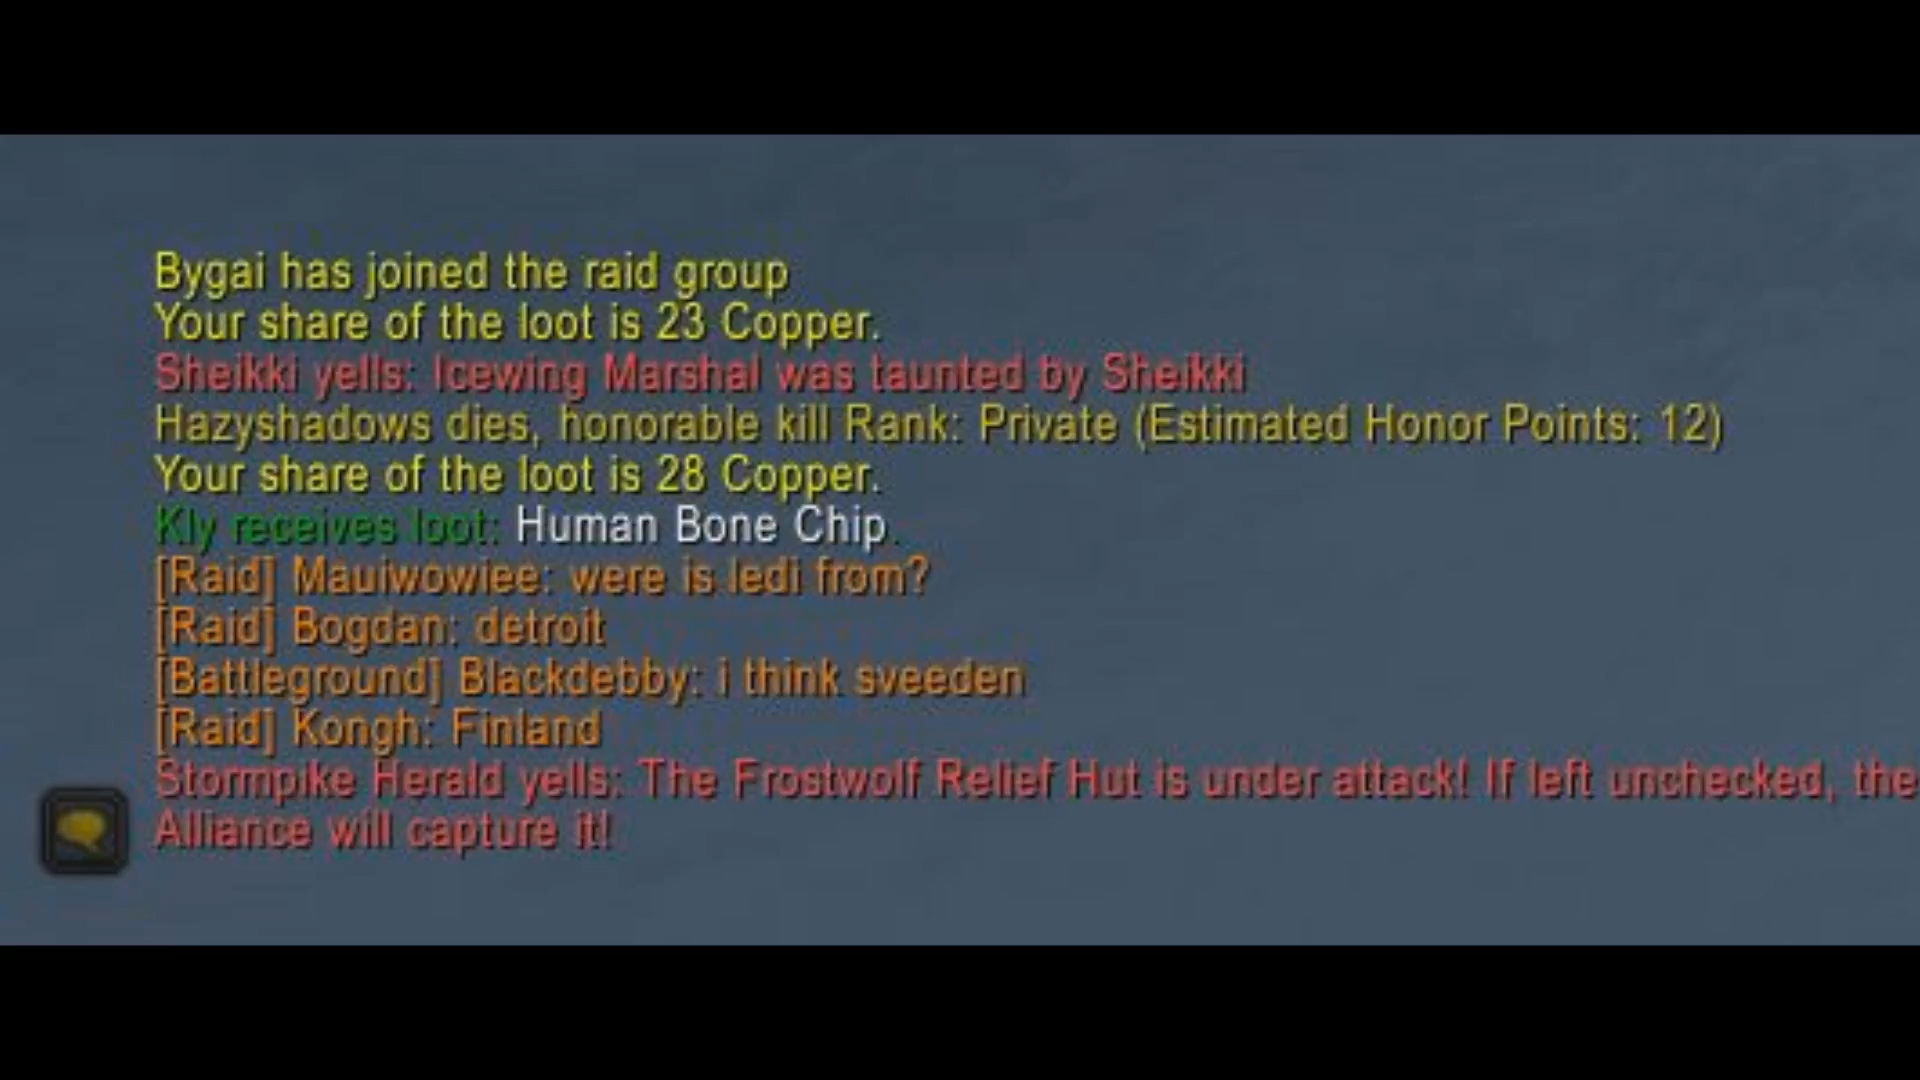 Bygai has joined the raid group
Your share of the loot is 23 Copper.
Sheikki yells: Icewing Marshal was taunted by Sheikki
Hazyshadows dies, honorable kill Rank: Private (Estimated Honor Points: 12)
Your share of the loot is 28 Copper.
Kly receives loot: Human Bone Chip.
[Raid] Mauiwowiee: were is ledi from?
[Raid] Bogdan: detroit
[Battleground] Blackdebby: i think sveeden
[Raid] Kongh: Finland
Stormpike Herald yells: The Frostwolf Relief Hut is under attack! If left unchecked, the
Alliance will capture it!